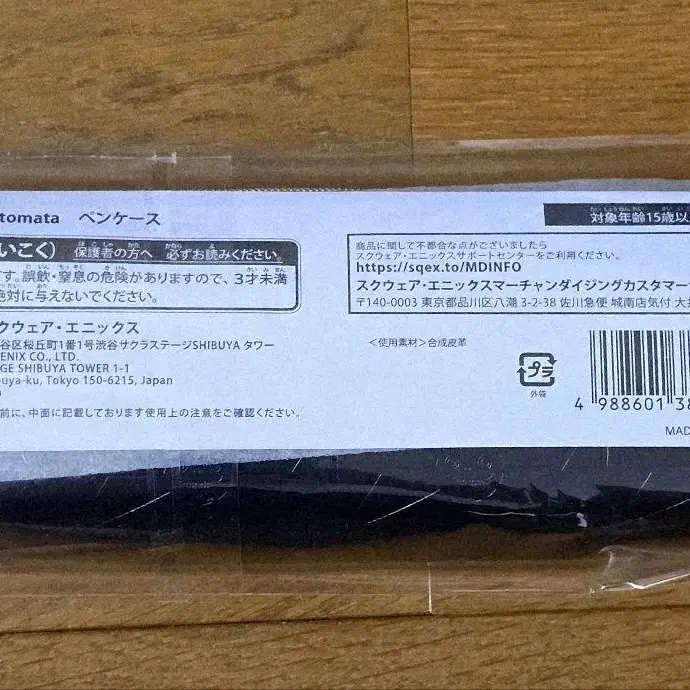 tomata ペンケース
対象年齢15歳以
いこく） 保護者の方へ 必ずお読みください。
す。誤飲・窒息の危険がありますので、3才未満
絶対に与えないでください。
商品に関して不都合な点がございましたら
スクウェア・エニックスサポートセンターをご利用ください。
https://sqex.to/MDiNFO
スクウェア・エニックスマーチャンダイジングカスタマー
〒140-0003 東京都品川区八潮 3-2-38 佐川急便 城南店気付 大
クウェア・エニックス
谷区桜丘町1番1号渋谷サクラステージSHIBUYA タワー
ENIX CO., LTD.
GE SHIBUYA TOWER 1-1
uya-ku, Tokyo 150-6215, Japan
前に、中面に記載しております使用上の注意をご確認ください。
＜使用素材＞合成皮革
プラ
外袋
4 988601 38
MAD